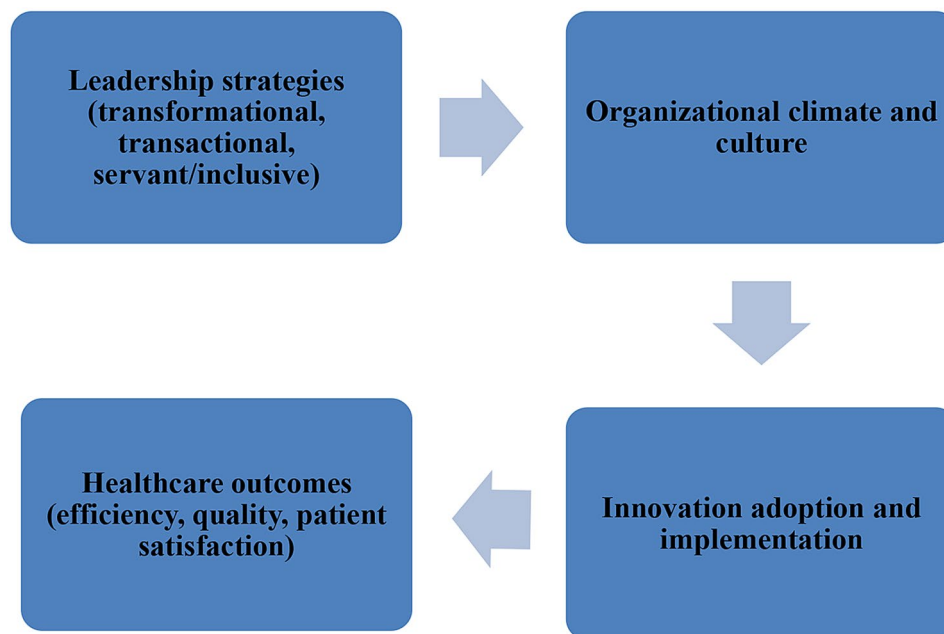 Leadership strategies
(transformational,
transactional,
servant/inclusive)
Organizational climate and
culture
Innovation adoption and
implementation
Healthcare outcomes
(efficiency, quality, patient
satisfaction)